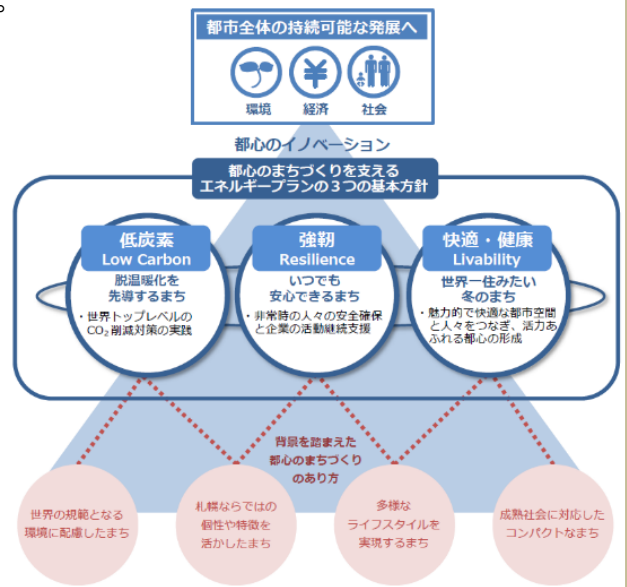 。
都市全体の持続可能な発展へ
環境
経済
社会
都心のイノベーション
都心のまちづくりを支える
エネルギープランの３つの基本方針
低炭素
Low Carbon
脱温暖化を
先導するまち
・世界トップレベルの
CO₂削減対策の実践
強靭
Resilience
いつでも
安心できるまち
・非常時の人々の安全確保
と企業の活動継続支援
快適・健康
Livability
世界一住みたい
冬のまち
・魅力的で快適な都市空間
と人々をつなぎ、活力あ
ふれる都心の形成
背景を踏まえた
都心のまちづくり
のあり方
世界の規範となる
環境に配慮したまち
札幌ならではの
個性や特徴を
活かしたまち
多様な
ライフスタイルを
実現するまち
成熟社会に対応した
コンパクトなまち